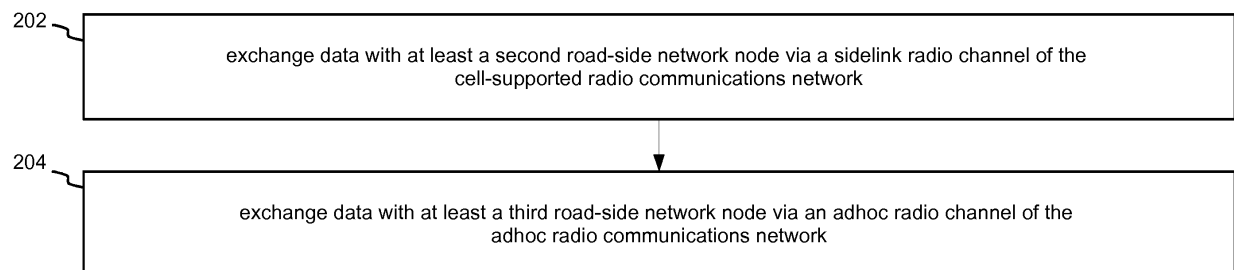 202
exchange data with at least a second road-side network node via a sidelink radio channel of the
cell-supported radio communications network
204
exchange data with at least a third road-side network node via an adhoc radio channel of the
adhoc radio communications network